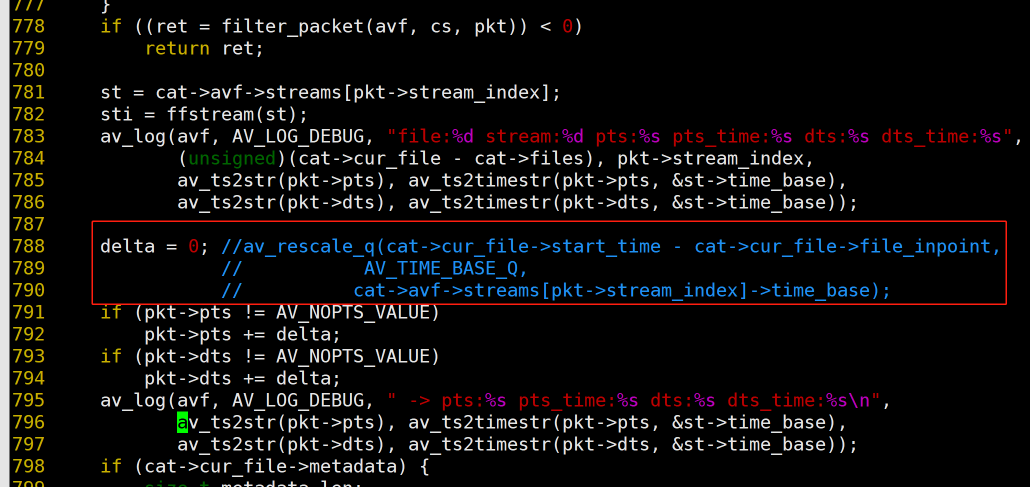 777     }
778     if ((ret = filter_packet(avf, cs, pkt)) < 0)
779         return ret;
780
781     st = cat->avf->streams[pkt->stream_index];
782     sti = ffstream(st);
783     av_log(avf, AV_LOG_DEBUG, "file:%d stream:%d pts:%s pts_time:%s dts:%s dts_time:%s",
784            (unsigned)(cat->cur_file - cat->files), pkt->stream_index,
785            av_ts2str(pkt->pts), av_ts2timestr(pkt->pts, &st->time_base),
786            av_ts2str(pkt->dts), av_ts2timestr(pkt->dts, &st->time_base));
787
788     delta = 0; //av_rescale_q(cat->cur_file->start_time - cat->cur_file->file_inpoint,
789                //           AV_TIME_BASE_Q,
790                //          cat->avf->streams[pkt->stream_index]->time_base);
791     if (pkt->pts != AV_NOPTS_VALUE)
792         pkt->pts += delta;
793     if (pkt->dts != AV_NOPTS_VALUE)
794         pkt->dts += delta;
795     av_log(avf, AV_LOG_DEBUG, " -> pts:%s pts_time:%s dts:%s dts_time:%s\n",
796            av_ts2str(pkt->pts), av_ts2timestr(pkt->pts, &st->time_base),
797            av_ts2str(pkt->dts), av_ts2timestr(pkt->dts, &st->time_base));
798     if (cat->cur_file->metadata) {
799         size_t metadata_len;